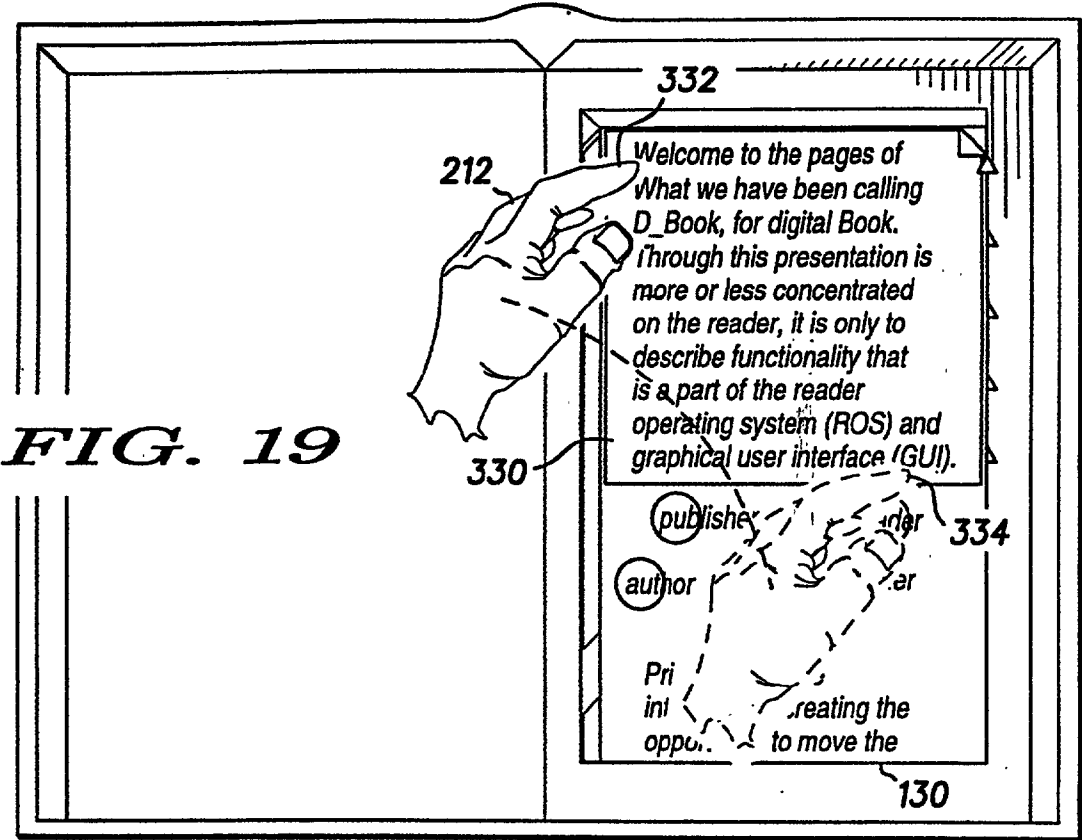 332
212
Welcome to the pages of
What we have been calling
D_Book, for digital Book.
Through this presentation is
more or less concentrated
on the reader, it is only to
describe functionality that
is a part of the reader
operating system (ROS) and
graphical user interface (GUI).
FIG. 19
330
334
author
to move the
the
130